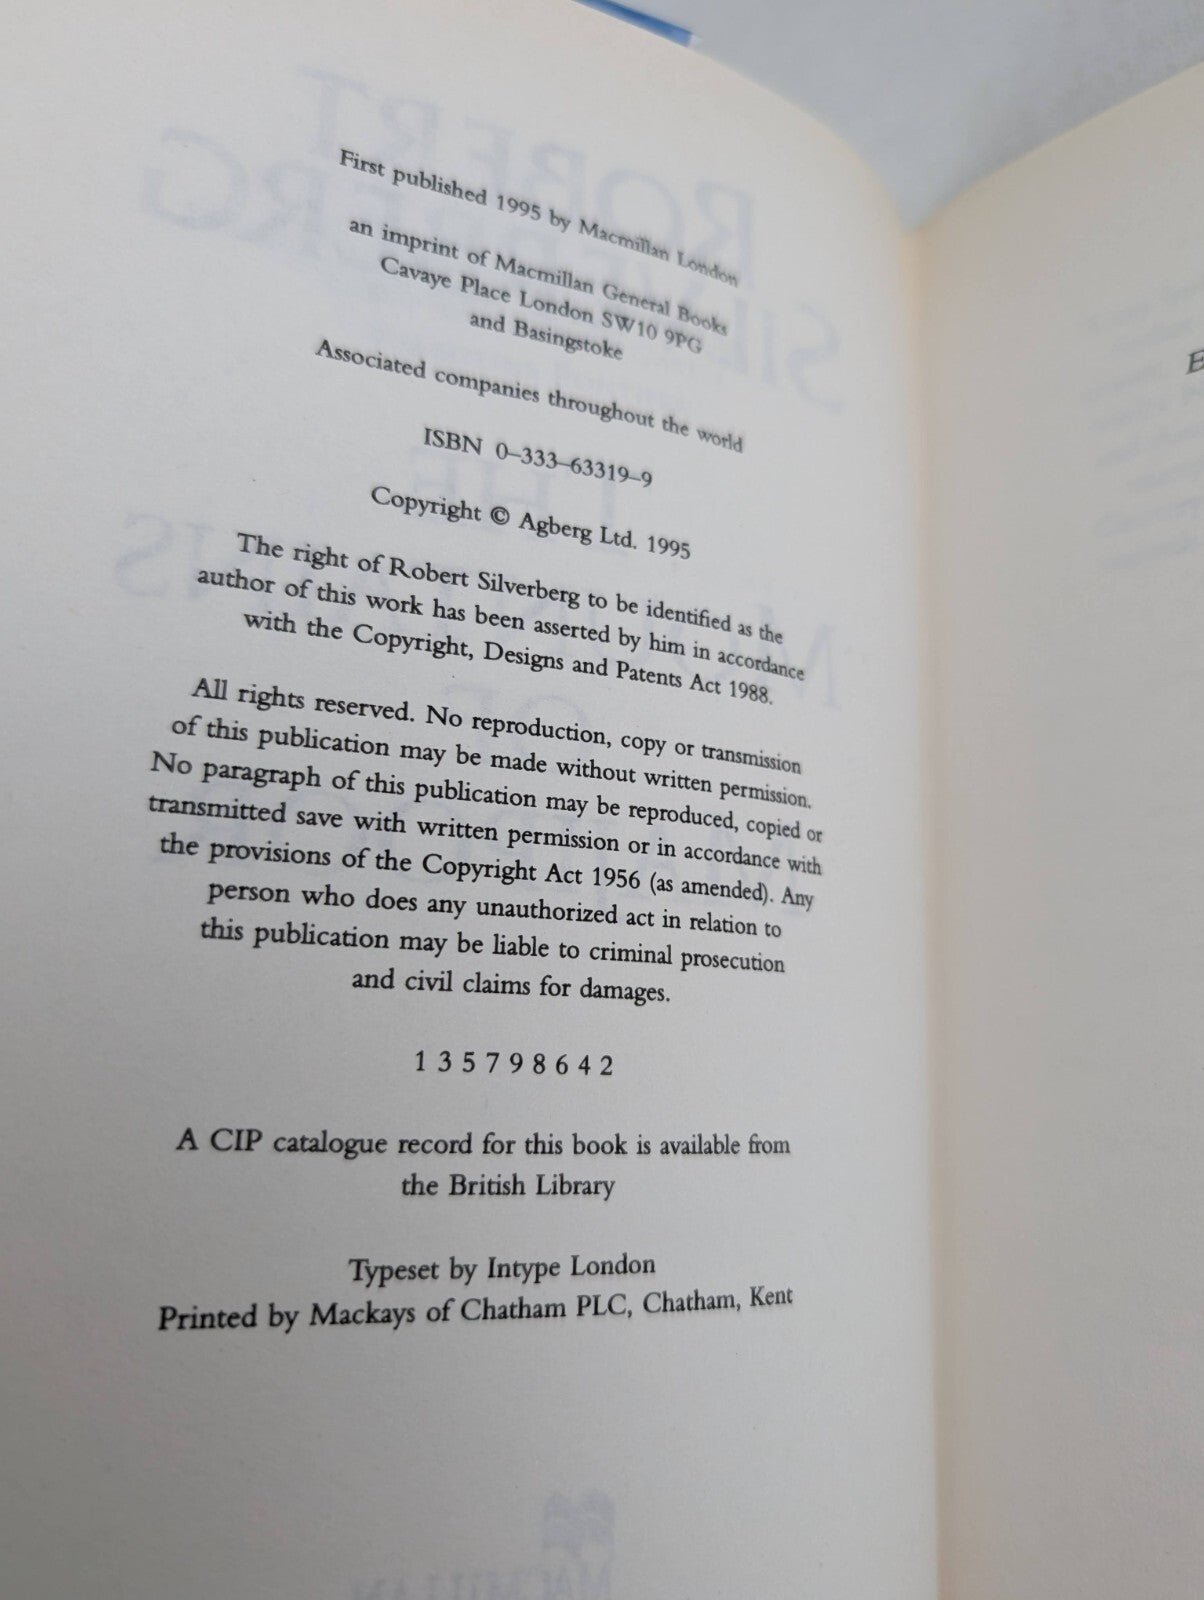 First published 1995 by Macmillan London
an imprint of Macmillan General Books
Cavaye Place London SW10 9PG
and Basingstoke
Associated companies throughout the world
ISBN 0–333–63319–9
Copyright © Agberg Ltd. 1995
The right of Robert Silverberg to be identified as the
author of this work has been asserted by him in accordance
with the Copyright, Designs and Patents Act 1988.
All rights reserved. No reproduction, copy or transmission
of this publication may be made without written permission.
No paragraph of this publication may be reproduced, copied or
transmitted save with written permission or in accordance with
the provisions of the Copyright Act 1956 (as amended). Any
person who does any unauthorized act in relation to
this publication may be liable to criminal prosecution
and civil claims for damages.
1 3 5 7 9 8 6 4 2
A CIP catalogue record for this book is available from
the British Library
Typeset by Intype London
Printed by Mackays of Chatham PLC, Chatham, Kent